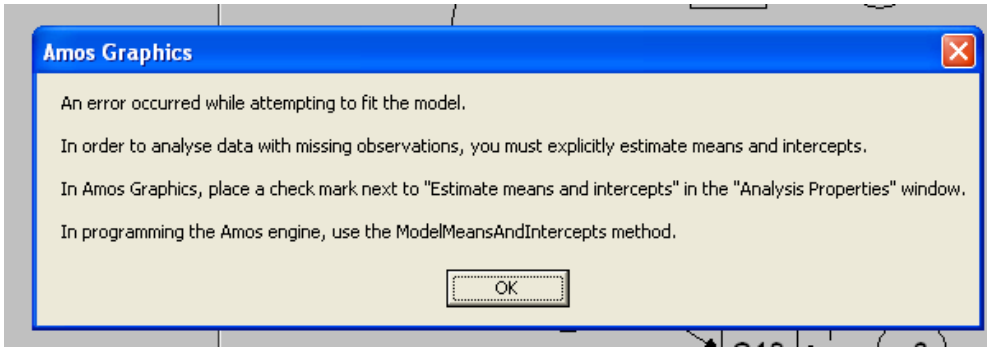 Amos Graphics
An error occurred while attempting to fit the model.
In order to analyse data with missing observations, you must explicitly estimate means and intercepts.
In Amos Graphics, place a check mark next to "Estimate means and intercepts" in the "Analysis Properties" window.
In programming the Amos engine, use the ModelMeansAndIntercepts method.
OK